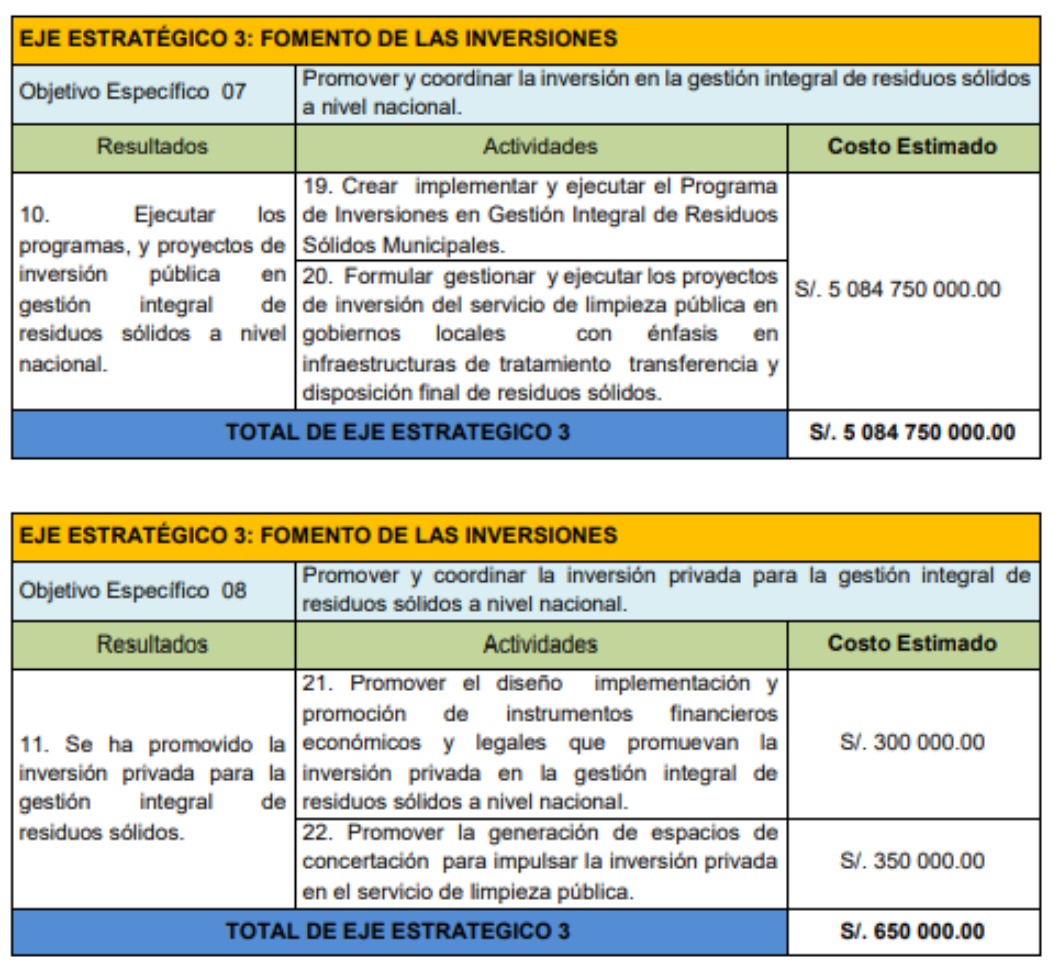 EJE ESTRATÉGICO 3: FOMENTO DE LAS INVERSIONES
Objetivo Específico 07
Promover y coordinar la inversión en la gestión integral de residuos sólidos
a nivel nacional.
Resultados
Actividades
Costo Estimado
10. Ejecutar los
programas, y proyectos de
inversión pública en
gestión integral de
residuos sólidos a nivel
nacional.
19. Crear implementar y ejecutar el Programa
de Inversiones en Gestión Integral de Residuos
Sólidos Municipales.
20. Formular gestionar y ejecutar los proyectos
de inversión del servicio de limpieza pública en
gobiernos locales con énfasis en
infraestructuras de tratamiento transferencia y
disposición final de residuos sólidos.
S/. 5 084 750 000.00
TOTAL DE EJE ESTRATEGICO 3
S/. 5 084 750 000.00
EJE ESTRATÉGICO 3: FOMENTO DE LAS INVERSIONES
Objetivo Específico 08
Promover y coordinar la inversión privada para la gestión integral de
residuos sólidos a nivel nacional.
Resultados
Actividades
Costo Estimado
11. Se ha promovido la
inversión privada para la
gestión integral de
residuos sólidos.
21. Promover el diseño implementación y
promoción de instrumentos financieros
económicos y legales que promuevan la
inversión privada en la gestión integral de
residuos sólidos a nivel nacional.
S/. 300 000.00
22. Promover la generación de espacios de
concertación para impulsar la inversión privada
en el servicio de limpieza pública.
S/. 350 000.00
TOTAL DE EJE ESTRATEGICO 3
S/. 650 000.00